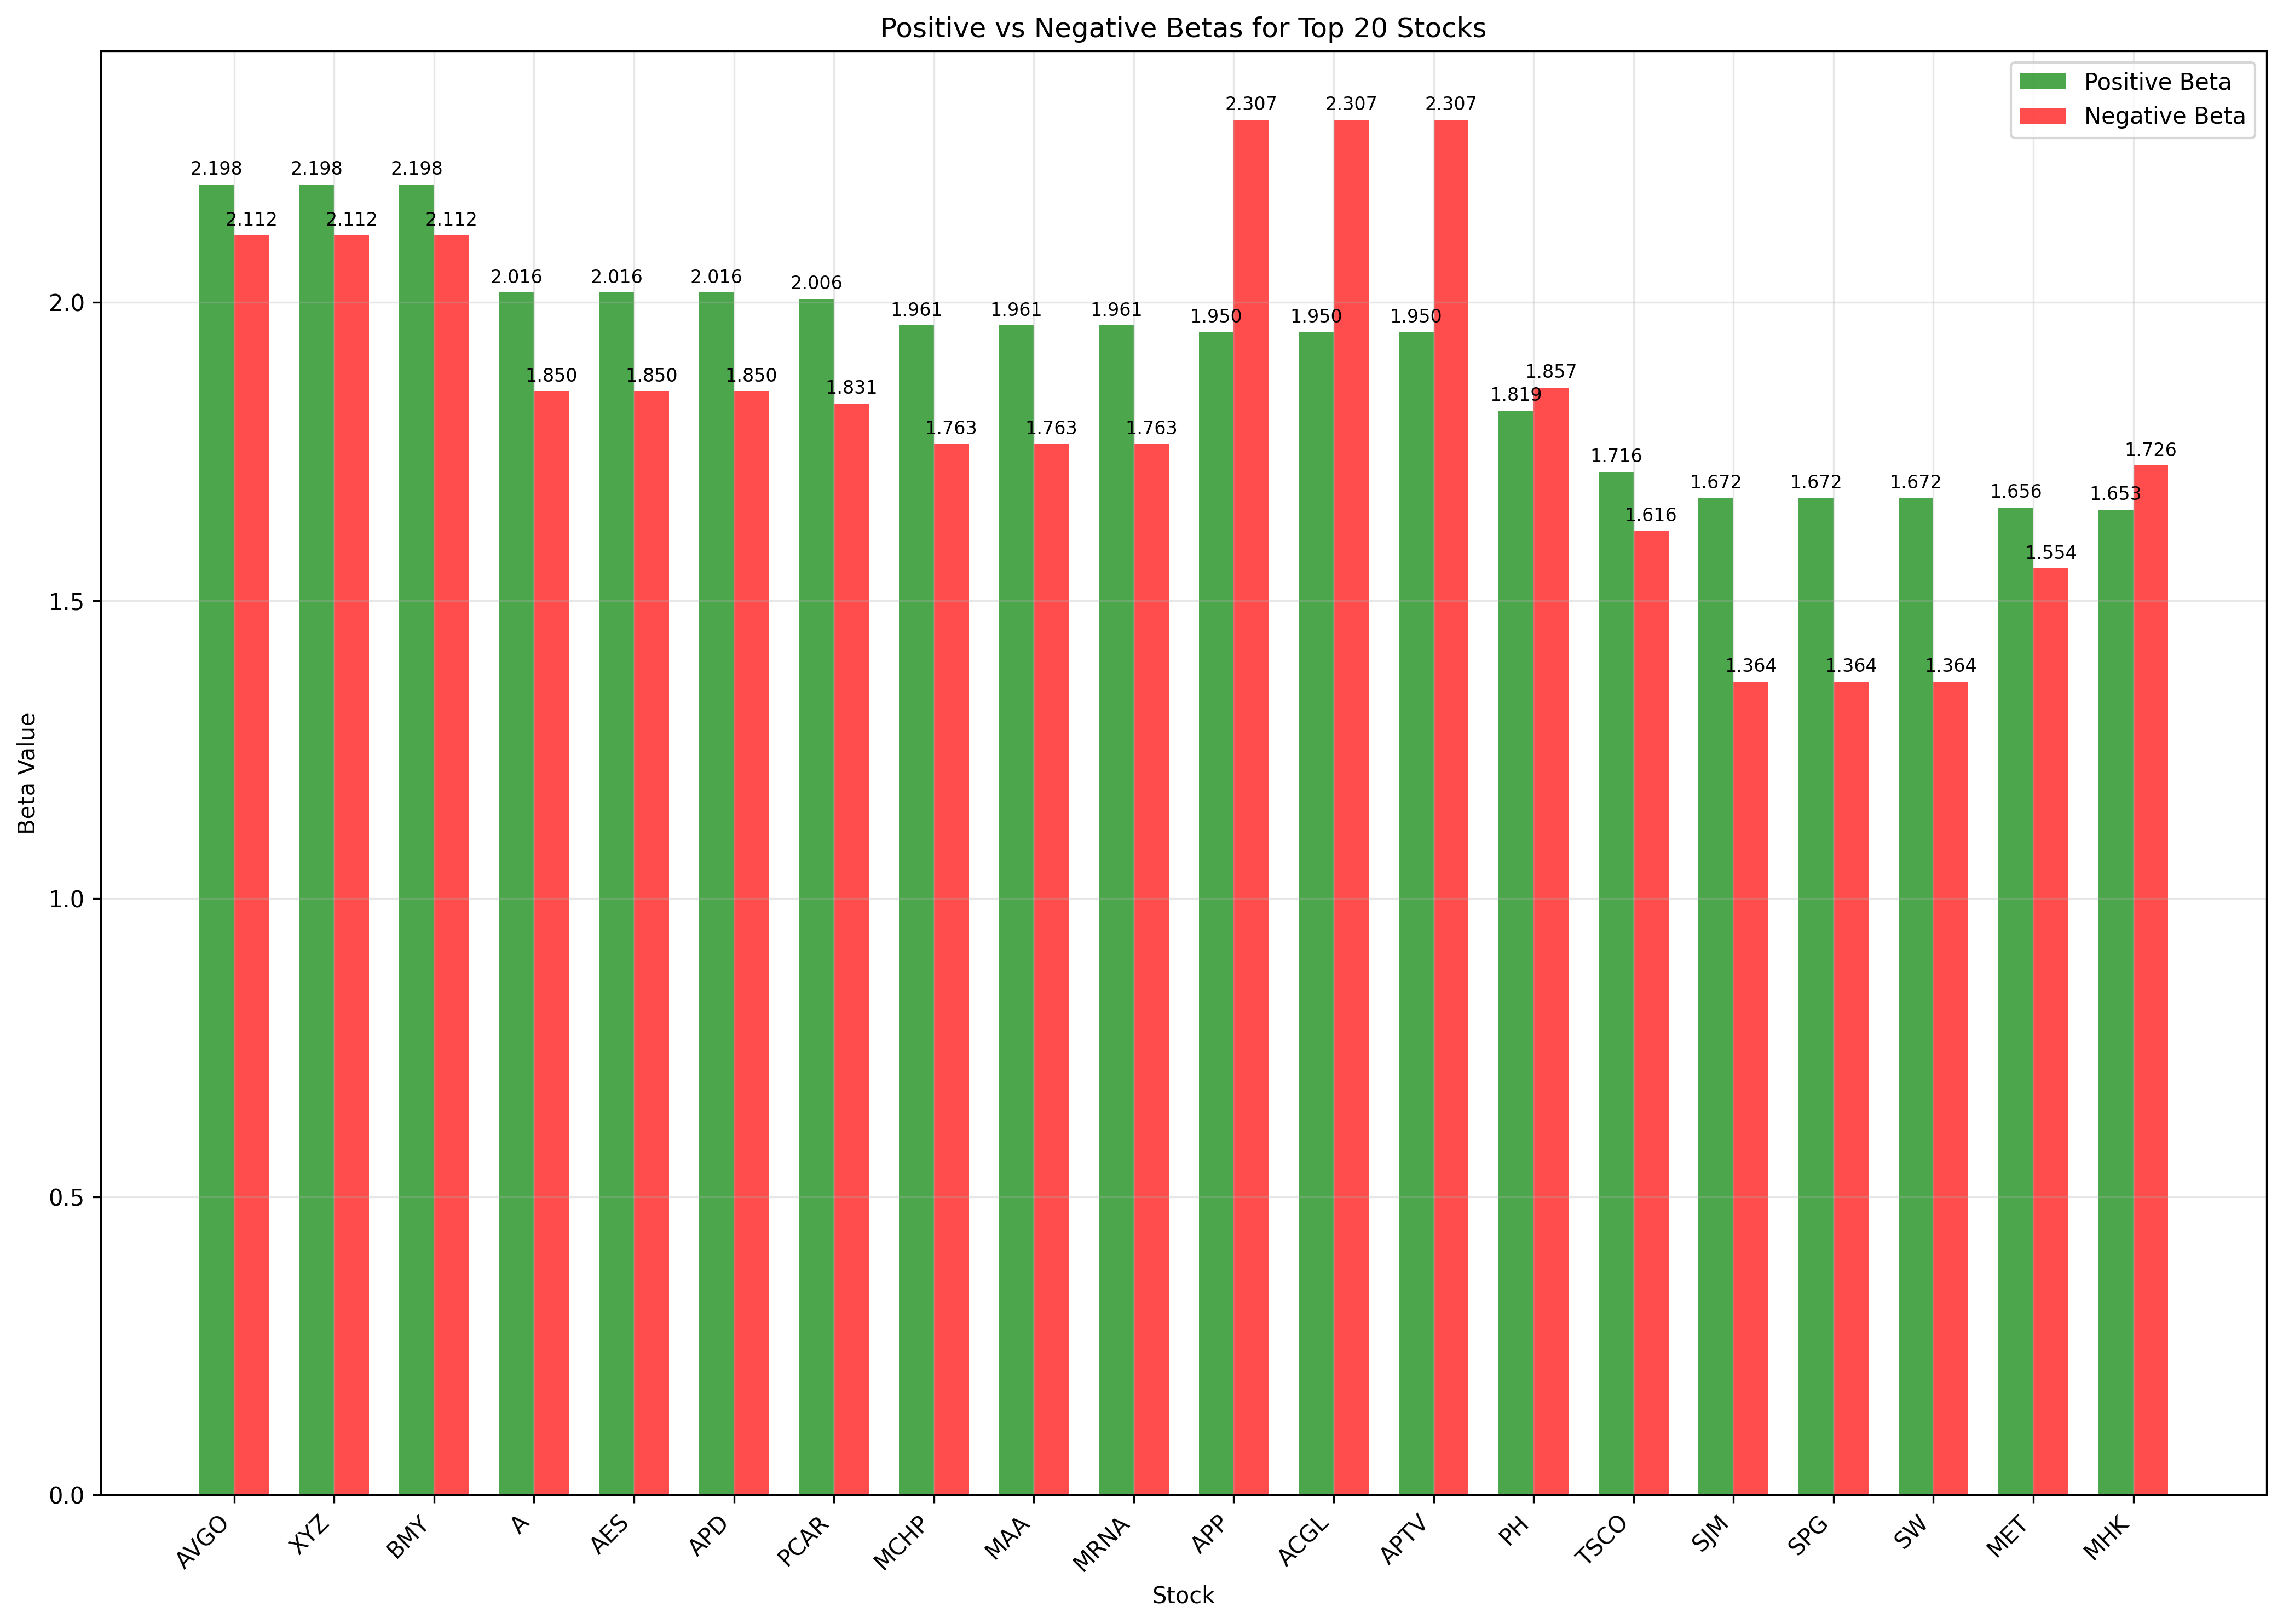 Positive vs Negative Betas for Top 20 Stocks
Positive Beta
Negative Beta
2.307 2.307 2.307
2.198 2.198 2.198
2.112 2.112 2.112
2.016 2.016 2.016 2.006
1.961 1.961 1.961 1.950 1.950 1.950
1.850 1.850 1.850 1.831 1.819 1.857
1.763 1.763 1.763 1.716 1.726
1.672 1.672 1.672 1.656 1.653
1.616
1.554
1.364 1.364 1.364
2.0
1.5
1.0
0.5
0.0
Beta Value
AVGO XYZ BMY A AES APD PCAR MCHP MAA MRNA APP ACGL APTV PH TSCO SJM SPG SW MET MHK
Stock